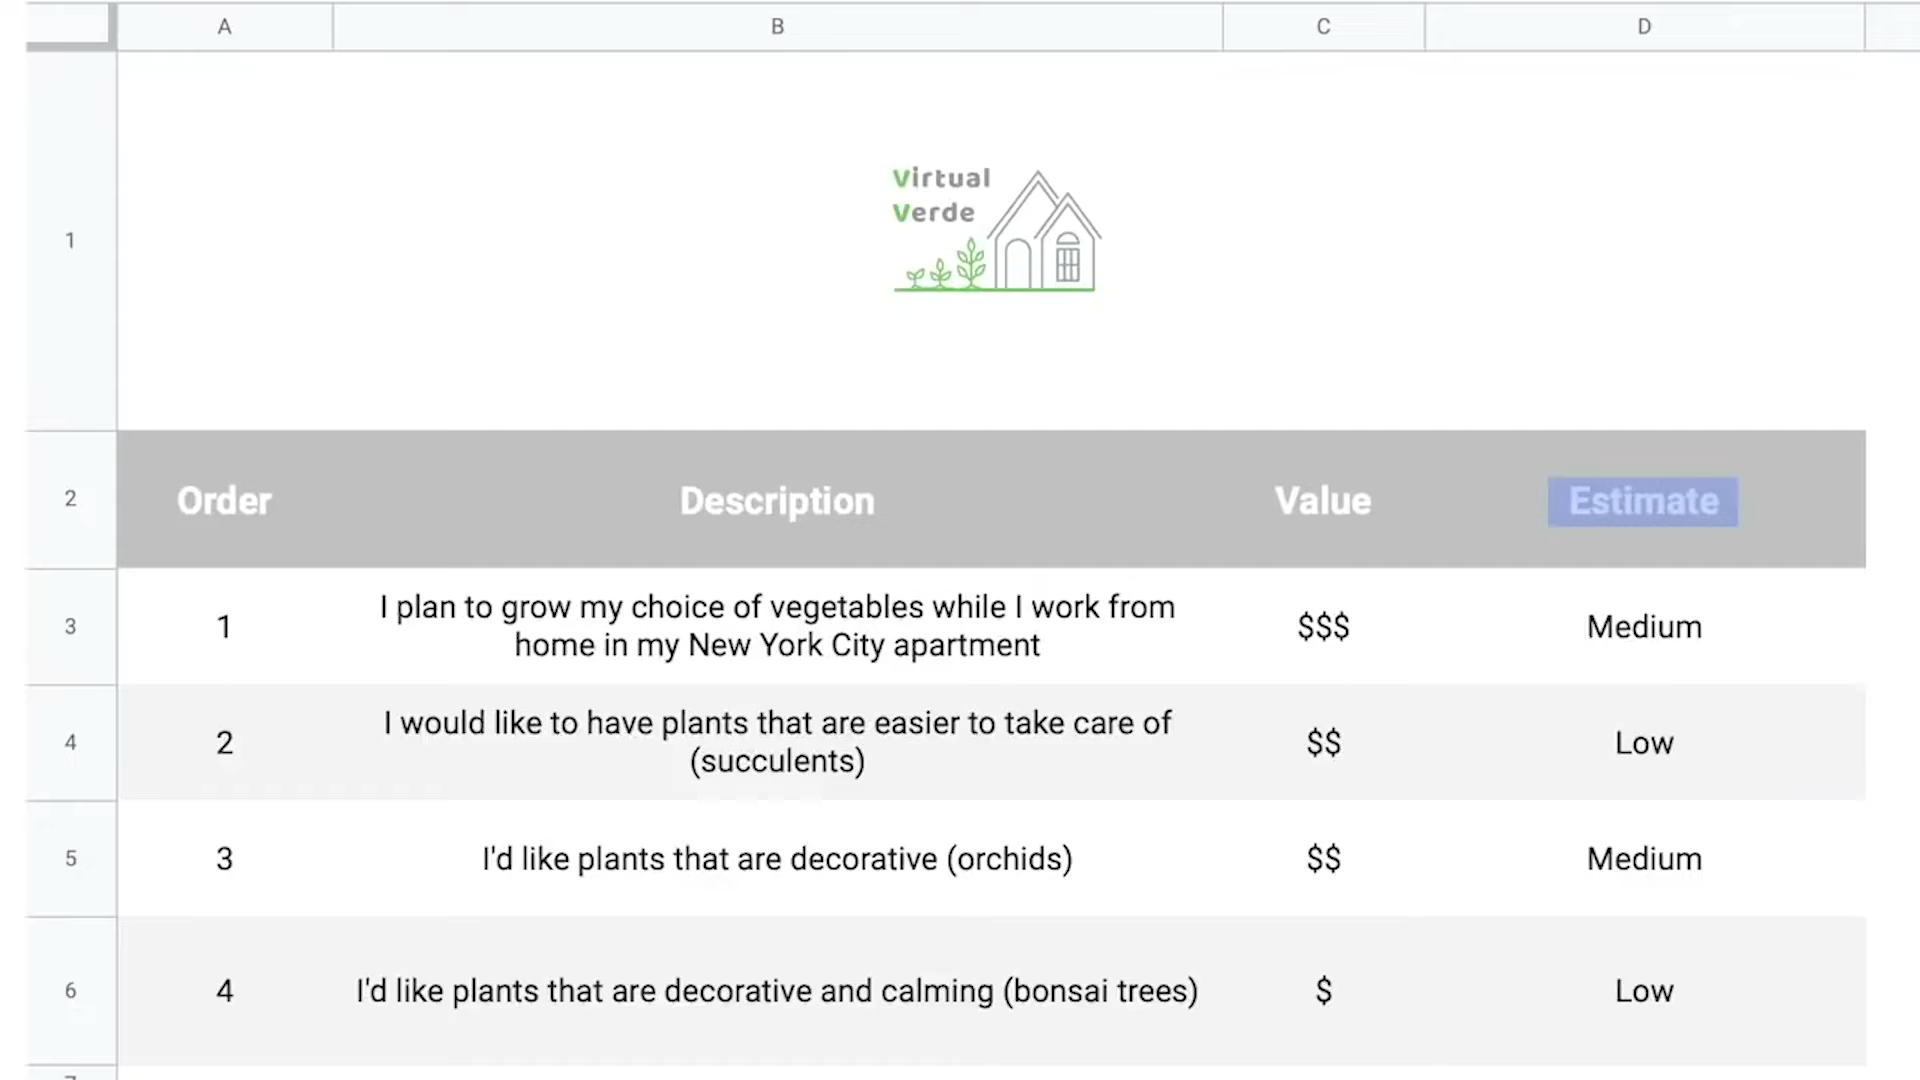 A B C D
1
Virtual
Verde
2 Order Description Value Estimate
3 1 I plan to grow my choice of vegetables while I work from
home in my New York City apartment $$$ Medium
4 2 I would like to have plants that are easier to take care of
(succulents) $$ Low
5 3 I'd like plants that are decorative (orchids) $$ Medium
6 4 I'd like plants that are decorative and calming (bonsai trees) $ Low